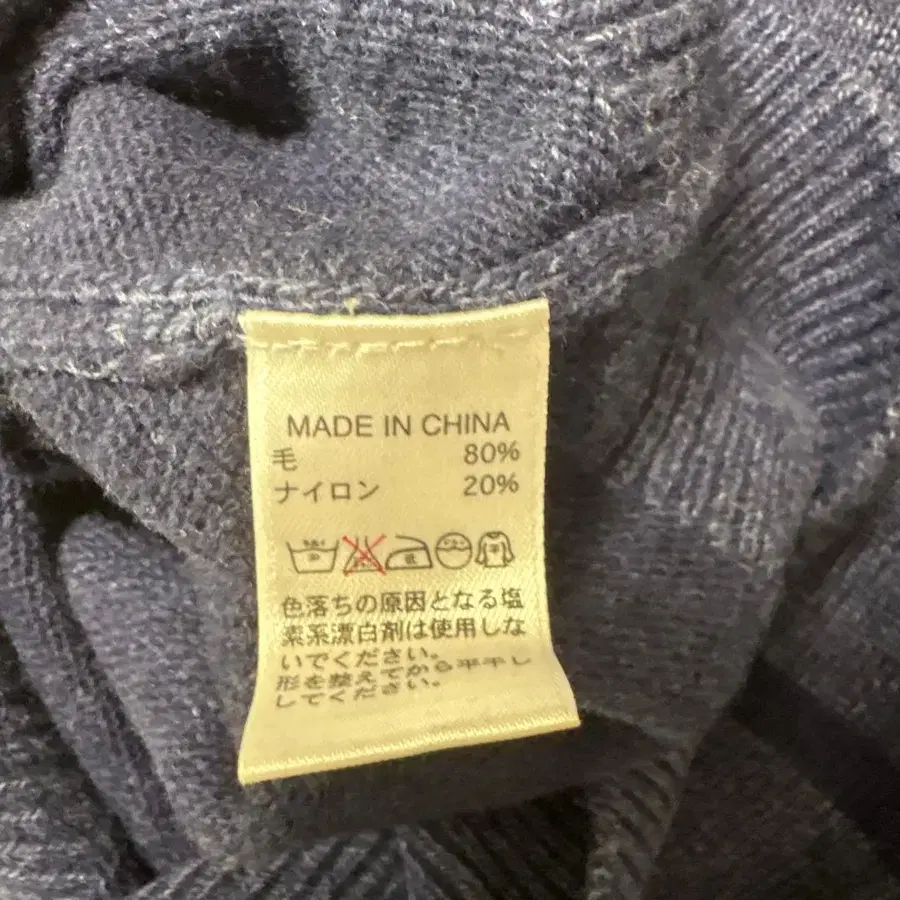 MADE IN CHINA
毛 80%
ナイロン 20%
色落ちの原因となる塩
素系漂白剤は使用しな
いでください。
形を整えてから平干し
してください。